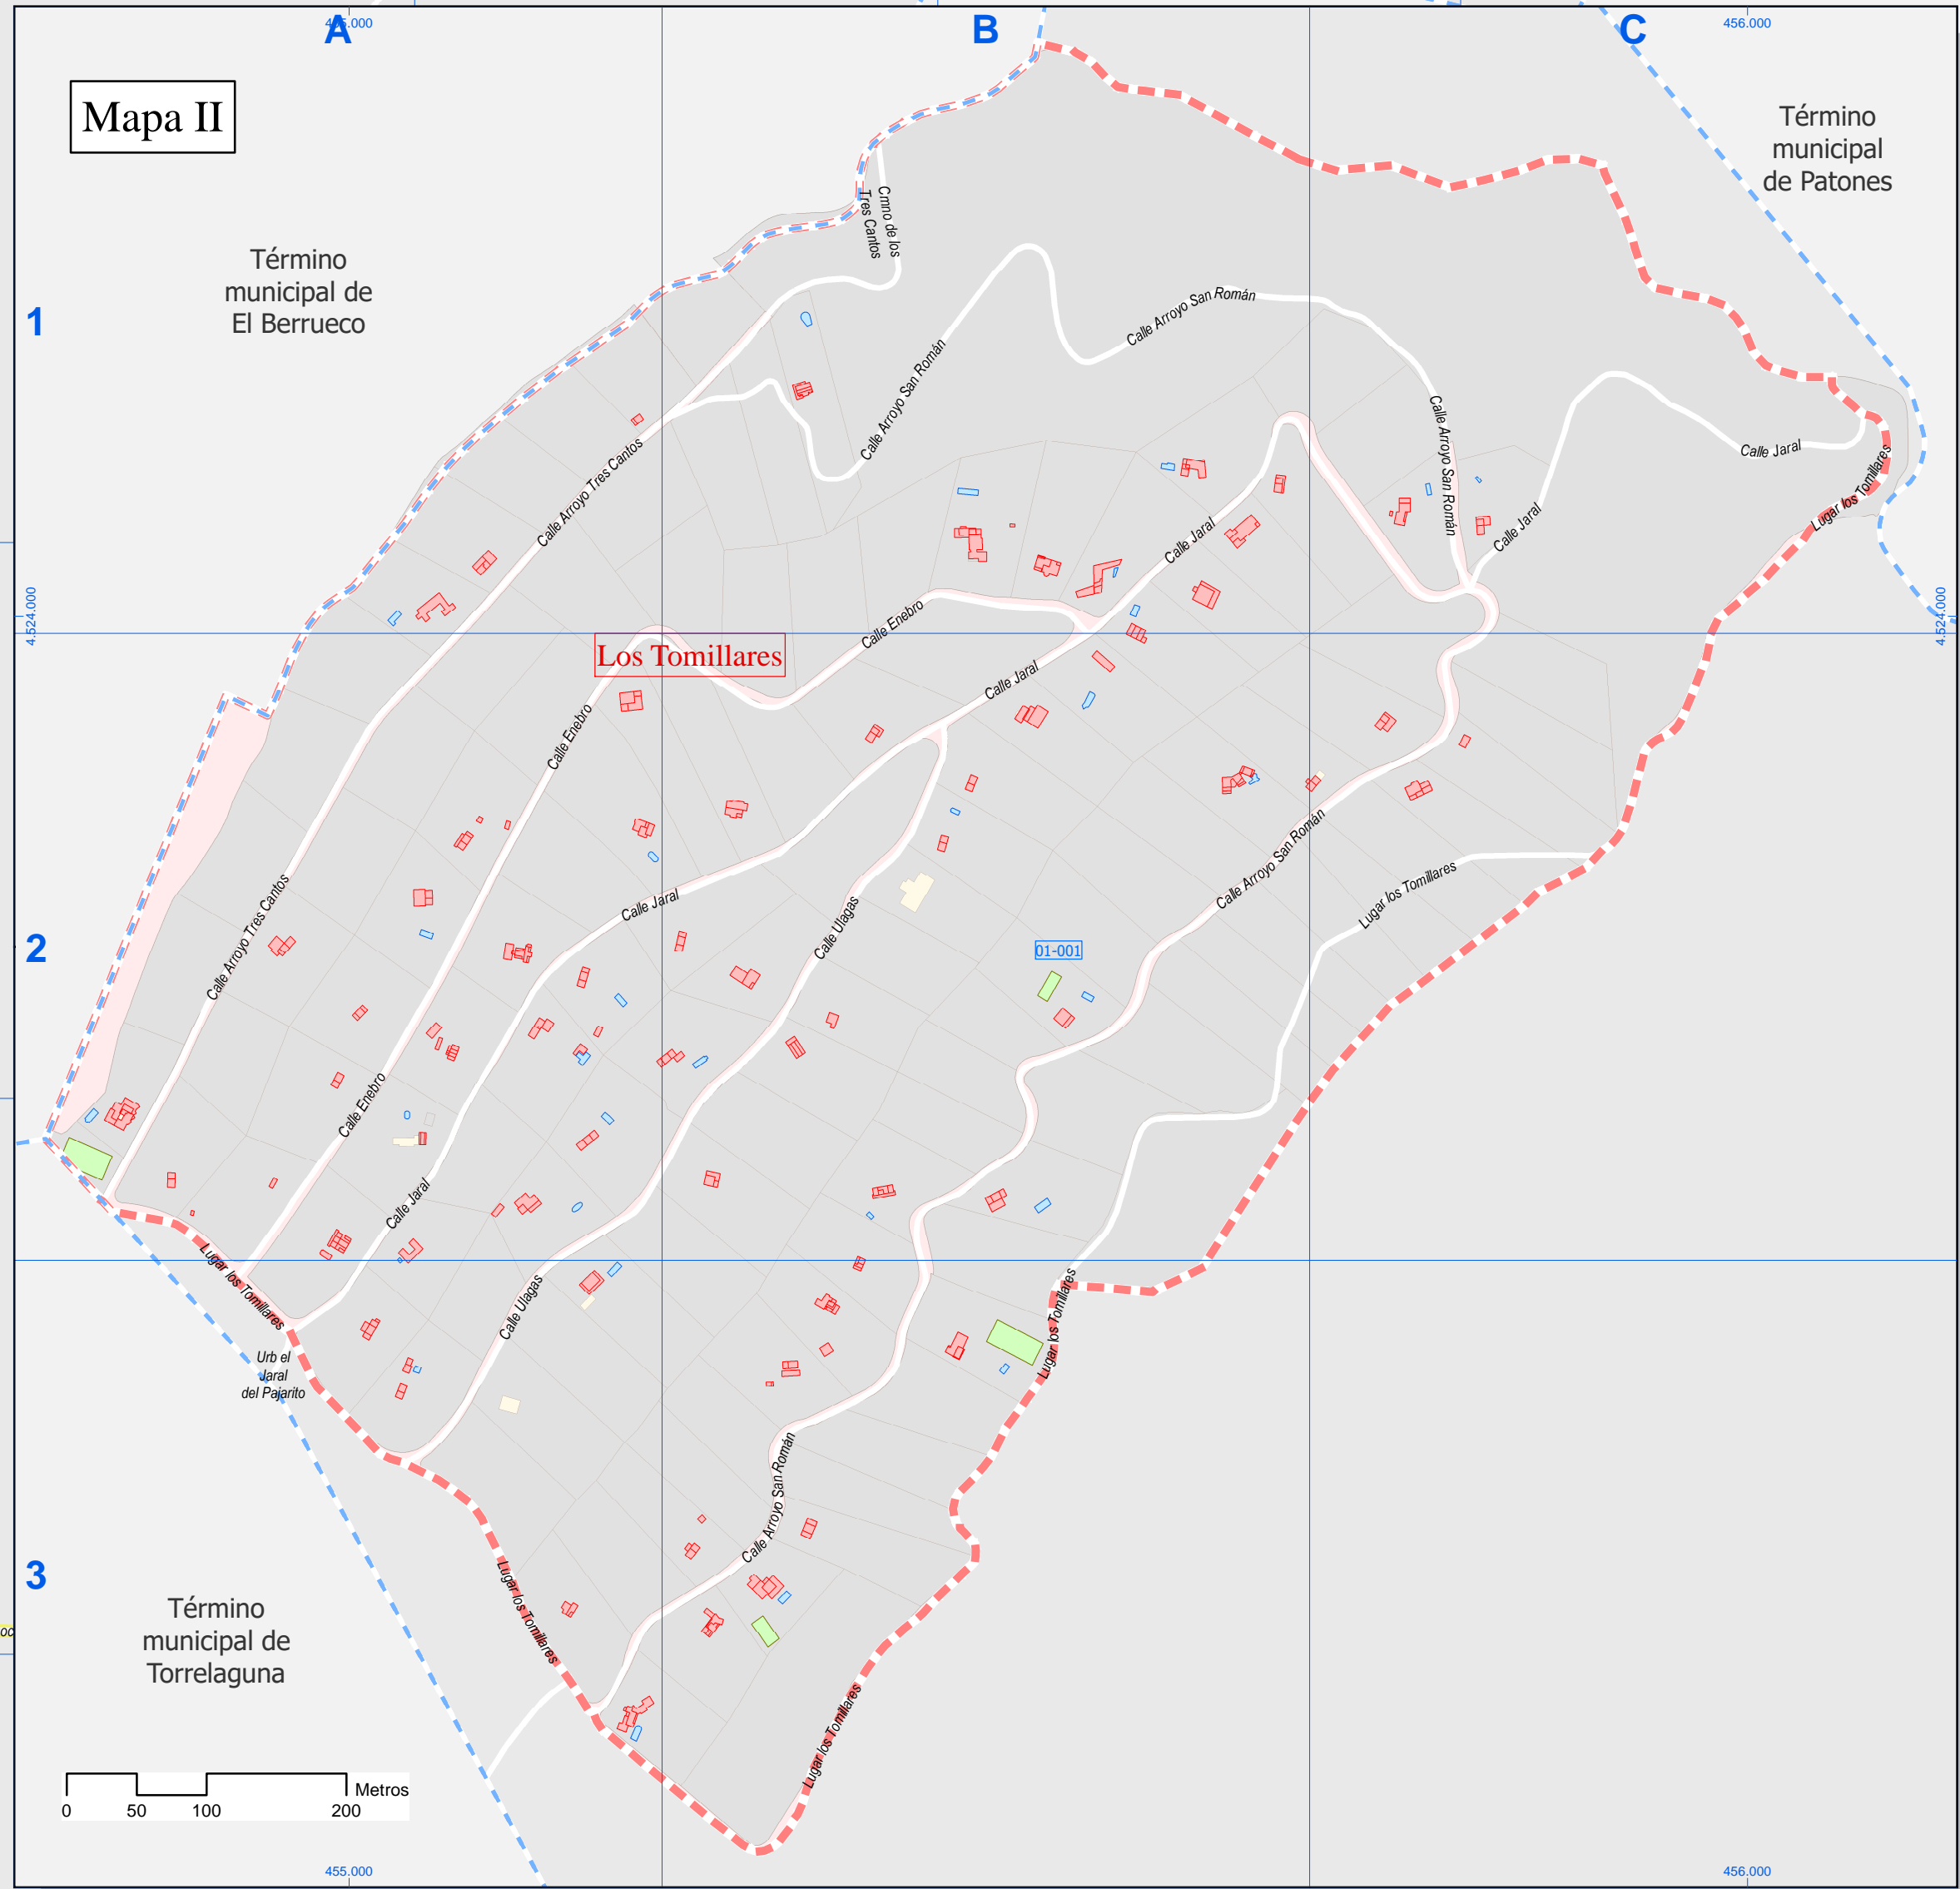 455.000
A
B
C
456.000
Mapa II
Término
municipal
de Patones
Término
municipal de
El Berrueco
Cmno de los
Tres Cantos
1
Calle Arroyo San Román
Calle Arroyo San Román
Calle Arroyo San Román
Calle Jaral
Calle Arroyo Tres Cantos
Lugar los Tomillares
Calle Jaral
Calle Jaral
4.524.000
4.524.000
Calle Enebro
Los Tomillares
Calle Jaral
Calle Enebro
Calle Arroyo San Román
Lugar los Tomillares
Calle Arroyo Tres Cantos
Calle Jaral
Calle Ulagas
2
01-001
Calle Enebro
Calle Jaral
Lugar los Tomillares
Calle Ulagas
Lugar los Tomillares
Urb el
Jaral
del Pajarito
Calle Arroyo San Román
3
Lugar los Tomillares
Término
municipal de
Torrelaguna
Lugar los Tomillares
Metros
0
50
100
200
455.000
456.000